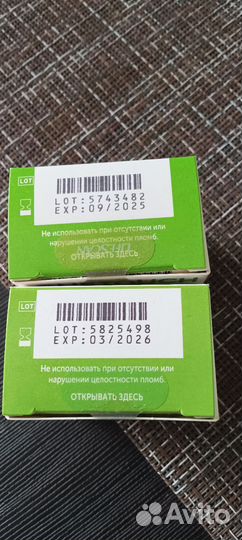 LOT
LOT:5743482
EXP:09/2025
Не использовать при отсутствии или
нарушении целостности пломб.
ОТКРЫВАТЬ ЗДЕСЬ
LOT
LOT:5825498
EXP:03/2026
Не использовать при отсутствии или
нарушении целостности пломб.
ОТКРЫВАТЬ ЗДЕСЬ
Avito